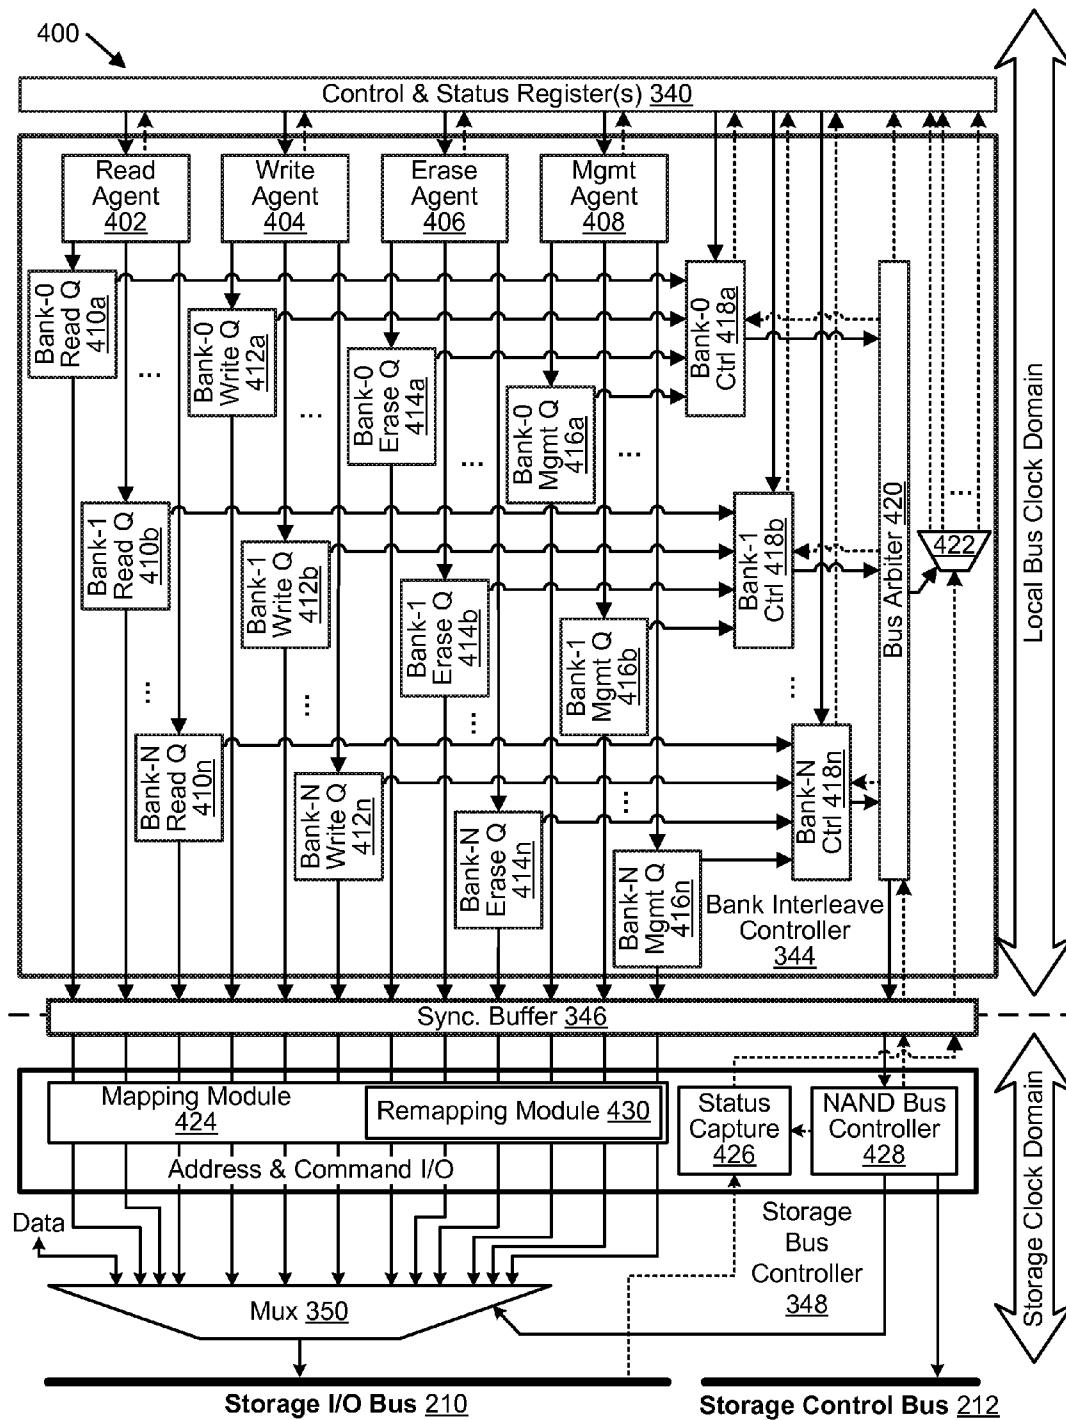 400
Control & Status Register(s) 340
Read
Agent
402
Write
Agent
404
Erase
Agent
406
Mgmt
Agent
408
Bank-0
Read Q
410a
Bank-0
Write Q
412a
Bank-0
Erase Q
414a
Bank-0
Mgmt Q
416a
Bank-0
Ctrl 418a
...
...
...
...
Bank-1
Read Q
410b
Bank-1
Write Q
412b
Bank-1
Erase Q
414b
Bank-1
Mgmt Q
416b
Bank-1
Ctrl 418b
Bus Arbiter 420
...
422
...
...
...
...
...
Bank-N
Read Q
410n
Bank-N
Write Q
412n
Bank-N
Erase Q
414n
Bank-N
Mgmt Q
416n
Bank-N
Ctrl 418n
Bank Interleave
Controller
344
Local Bus Clock Domain
Sync. Buffer 346
Mapping Module
424
Remapping Module 430
Status
Capture
426
NAND Bus
Controller
428
Address & Command I/O
Storage
Bus
Controller
348
Storage Clock Domain
Data
Mux 350
Storage I/O Bus 210
Storage Control Bus 212